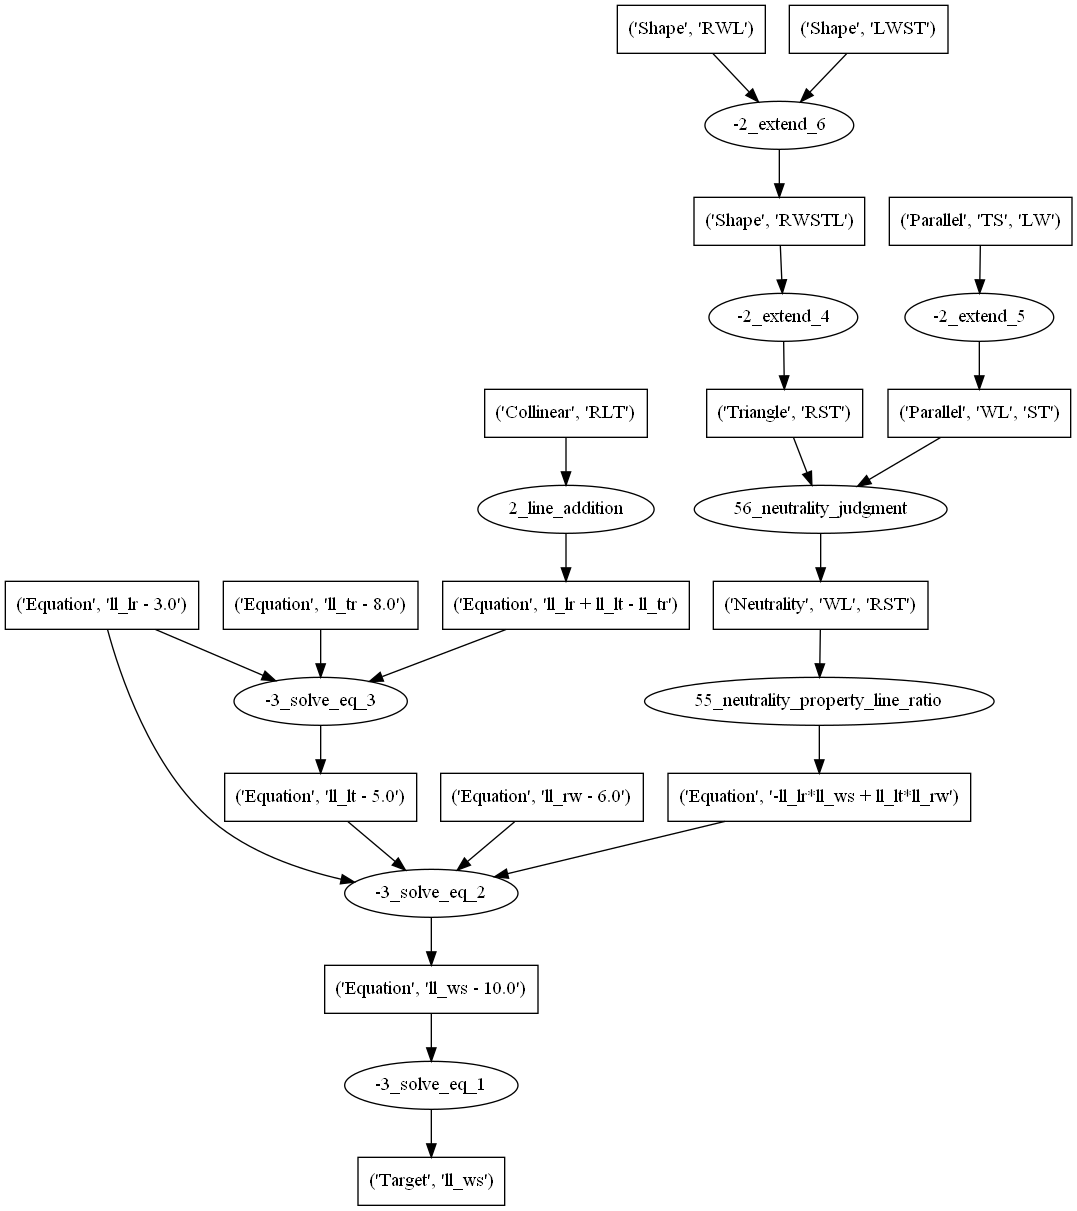 ('Shape', 'RWL')
('Shape', 'LWST')
-2_extend_6
('Shape', 'RWSTL')
('Parallel', 'TS', 'LW')
-2_extend_4
-2_extend_5
('Collinear', 'RLT')
('Triangle', 'RST')
('Parallel', 'WL', 'ST')
2_line_addition
56_neutrality_judgment
('Equation', 'll_lr - 3.0')
('Equation', 'll_tr - 8.0')
('Equation', 'll_lr + ll_lt - ll_tr')
('Neutrality', 'WL', 'RST')
-3_solve_eq_3
55_neutrality_property_line_ratio
('Equation', 'll_lt - 5.0')
('Equation', 'll_rw - 6.0')
('Equation', '-ll_lr*ll_ws + ll_lt*ll_rw')
-3_solve_eq_2
('Equation', 'll_ws - 10.0')
-3_solve_eq_1
('Target', 'll_ws')